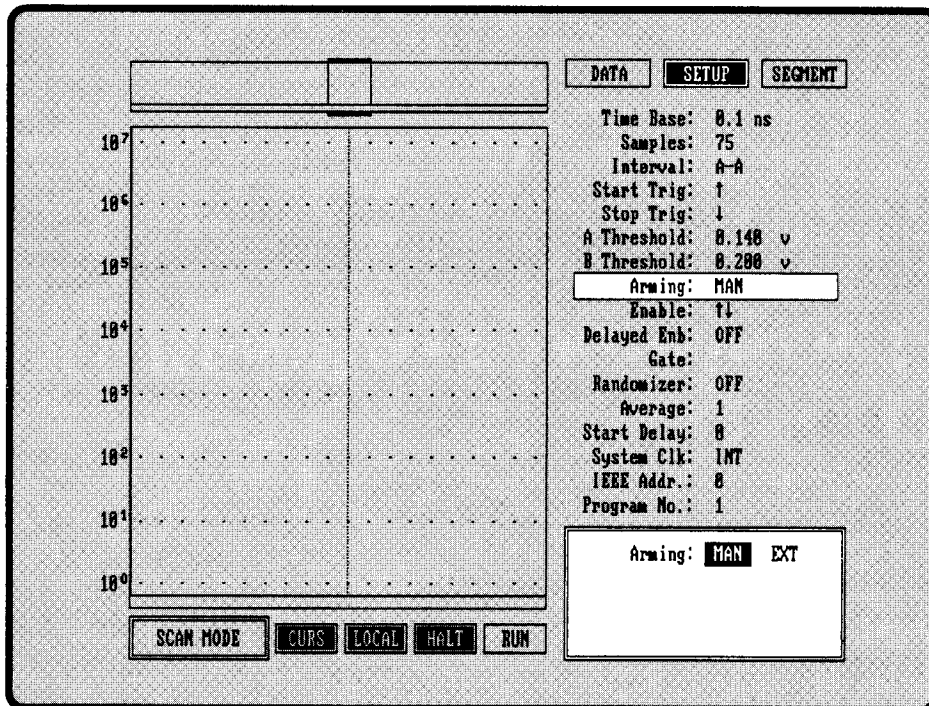 DATA SETUP SEGMENT
10⁷
10⁶
10⁵
10⁴
10³
10²
10¹
10⁰
Time Base: 0.1 ns
Samples: 75
Interval: A-A
Start Trig: ↑
Stop Trig: ↓
A Threshold: 0.140 v
B Threshold: 0.200 v
Arming: MAN
Enable: ↑↓
Delayed Enb: OFF
Gate:
Randomizer: OFF
Average: 1
Start Delay: 0
System Clk: INT
IEEE Addr.: 0
Program No.: 1
Arming: MAN EXT
SCAN MODE CURS LOCAL HALT RUN